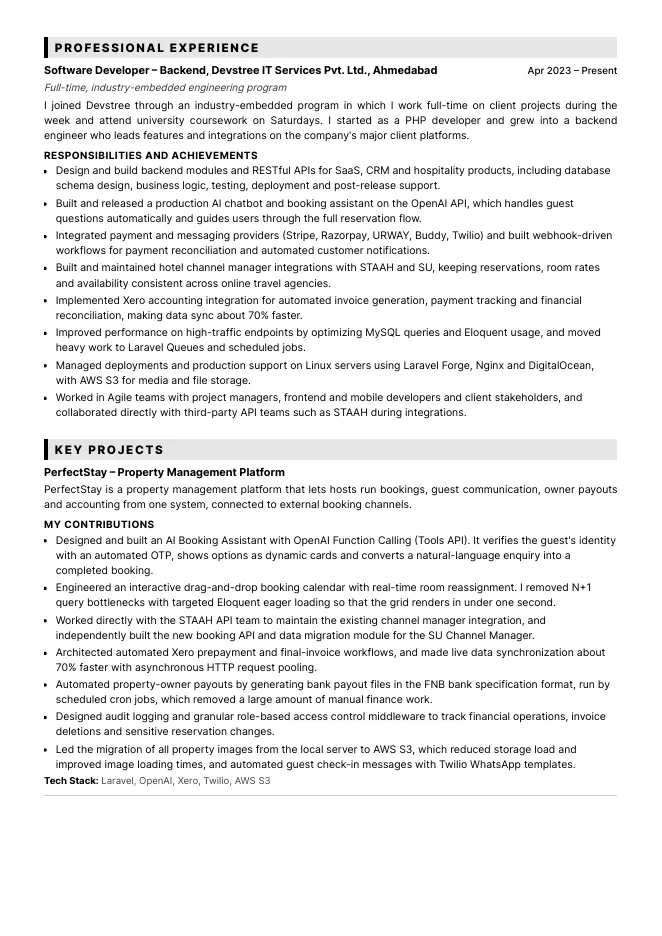 PROFESSIONAL EXPERIENCE
Software Developer – Backend, Devstree IT Services Pvt. Ltd., Ahmedabad Apr 2023 – Present
Full-time, industry-embedded engineering program
I joined Devstree through an industry-embedded program in which I work full-time on client projects during the
week and attend university coursework on Saturdays. I started as a PHP developer and grew into a backend
engineer who leads features and integrations on the company's major client platforms.
RESPONSIBILITIES AND ACHIEVEMENTS
• Design and build backend modules and RESTful APIs for SaaS, CRM and hospitality products, including database
schema design, business logic, testing, deployment and post-release support.
• Built and released a production AI chatbot and booking assistant on the OpenAI API, which handles guest
questions automatically and guides users through the full reservation flow.
• Integrated payment and messaging providers (Stripe, Razorpay, URWAY, Buddy, Twilio) and built webhook-driven
workflows for payment reconciliation and automated customer notifications.
• Built and maintained hotel channel manager integrations with STAAH and SU, keeping reservations, room rates
and availability consistent across online travel agencies.
• Implemented Xero accounting integration for automated invoice generation, payment tracking and financial
reconciliation, making data sync about 70% faster.
• Improved performance on high-traffic endpoints by optimizing MySQL queries and Eloquent usage, and moved
heavy work to Laravel Queues and scheduled jobs.
• Managed deployments and production support on Linux servers using Laravel Forge, Nginx and DigitalOcean,
with AWS S3 for media and file storage.
• Worked in Agile teams with project managers, frontend and mobile developers and client stakeholders, and
collaborated directly with third-party API teams such as STAAH during integrations.
KEY PROJECTS
PerfectStay – Property Management Platform
PerfectStay is a property management platform that lets hosts run bookings, guest communication, owner payouts
and accounting from one system, connected to external booking channels.
MY CONTRIBUTIONS
• Designed and built an AI Booking Assistant with OpenAI Function Calling (Tools API). It verifies the guest's identity
with an automated OTP, shows options as dynamic cards and converts a natural-language enquiry into a
completed booking.
• Engineered an interactive drag-and-drop booking calendar with real-time room reassignment. I removed N+1
query bottlenecks with targeted Eloquent eager loading so that the grid renders in under one second.
• Worked directly with the STAAH API team to maintain the existing channel manager integration, and
independently built the new booking API and data migration module for the SU Channel Manager.
• Architected automated Xero prepayment and final-invoice workflows, and made live data synchronization about
70% faster with asynchronous HTTP request pooling.
• Automated property-owner payouts by generating bank payout files in the FNB bank specification format, run by
scheduled cron jobs, which removed a large amount of manual finance work.
• Designed audit logging and granular role-based access control middleware to track financial operations, invoice
deletions and sensitive reservation changes.
• Led the migration of all property images from the local server to AWS S3, which reduced storage load and
improved image loading times, and automated guest check-in messages with Twilio WhatsApp templates.
Tech Stack: Laravel, OpenAI, Xero, Twilio, AWS S3